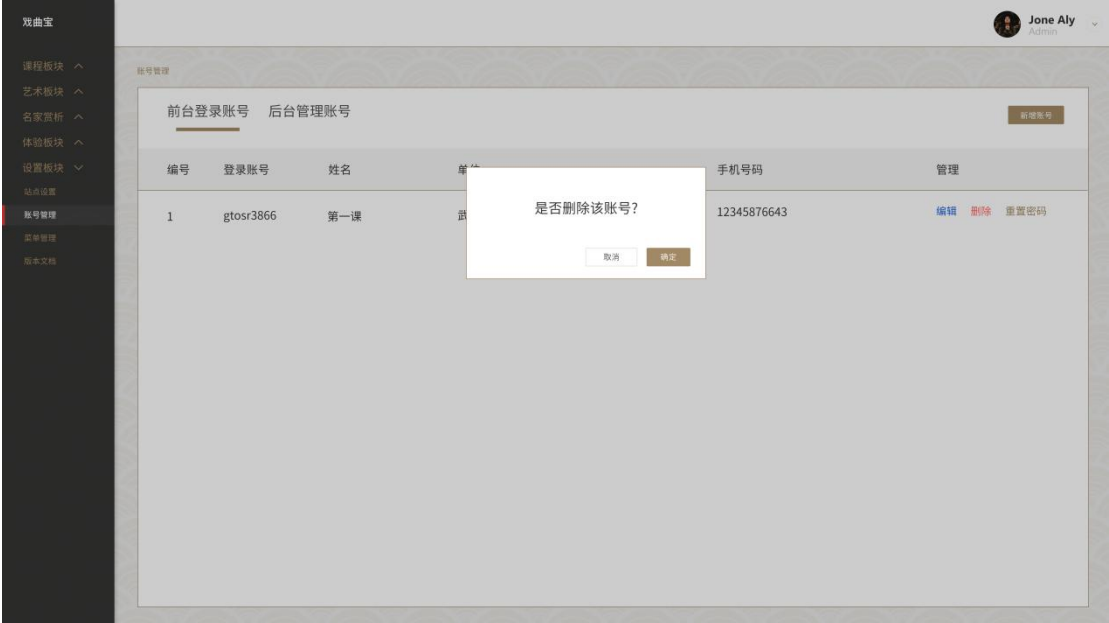 戏曲宝
Jone Aly
Admin
课程板块
艺术板块
名家赏析
体验板块
设置板块
站点设置
账号管理
菜单管理
版本文档
账号管理
前台登录账号 后台管理账号
新增账号
编号 登录账号 姓名 手机号码 管理
1 gtosr3866 第一课 12345876643 编辑 删除 重置密码
是否删除该账号?
取消 确定